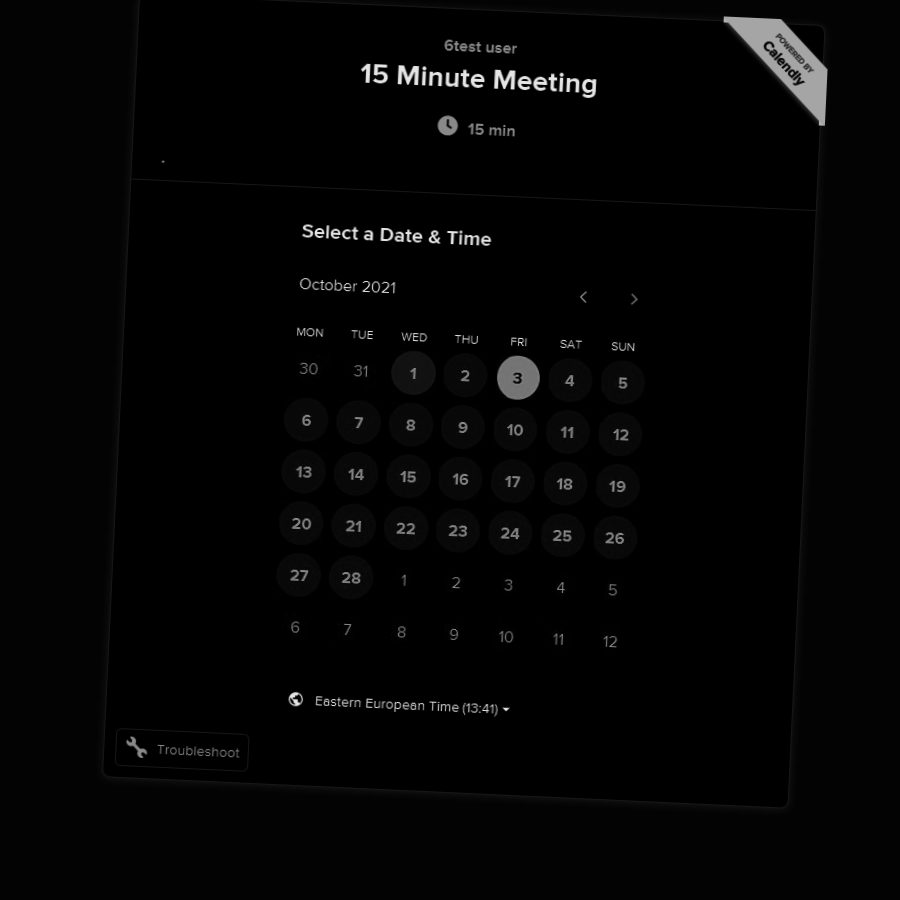 6test user
15 Minute Meeting
15 min
POWERED BY
Calendly
Select a Date & Time
October 2021
MON TUE WED THU FRI SAT SUN
30 31 1 2 3 4 5
6 7 8 9 10 11 12
13 14 15 16 17 18 19
20 21 22 23 24 25 26
27 28 1 2 3 4 5
6 7 8 9 10 11 12
Eastern European Time (13:41)
Troubleshoot